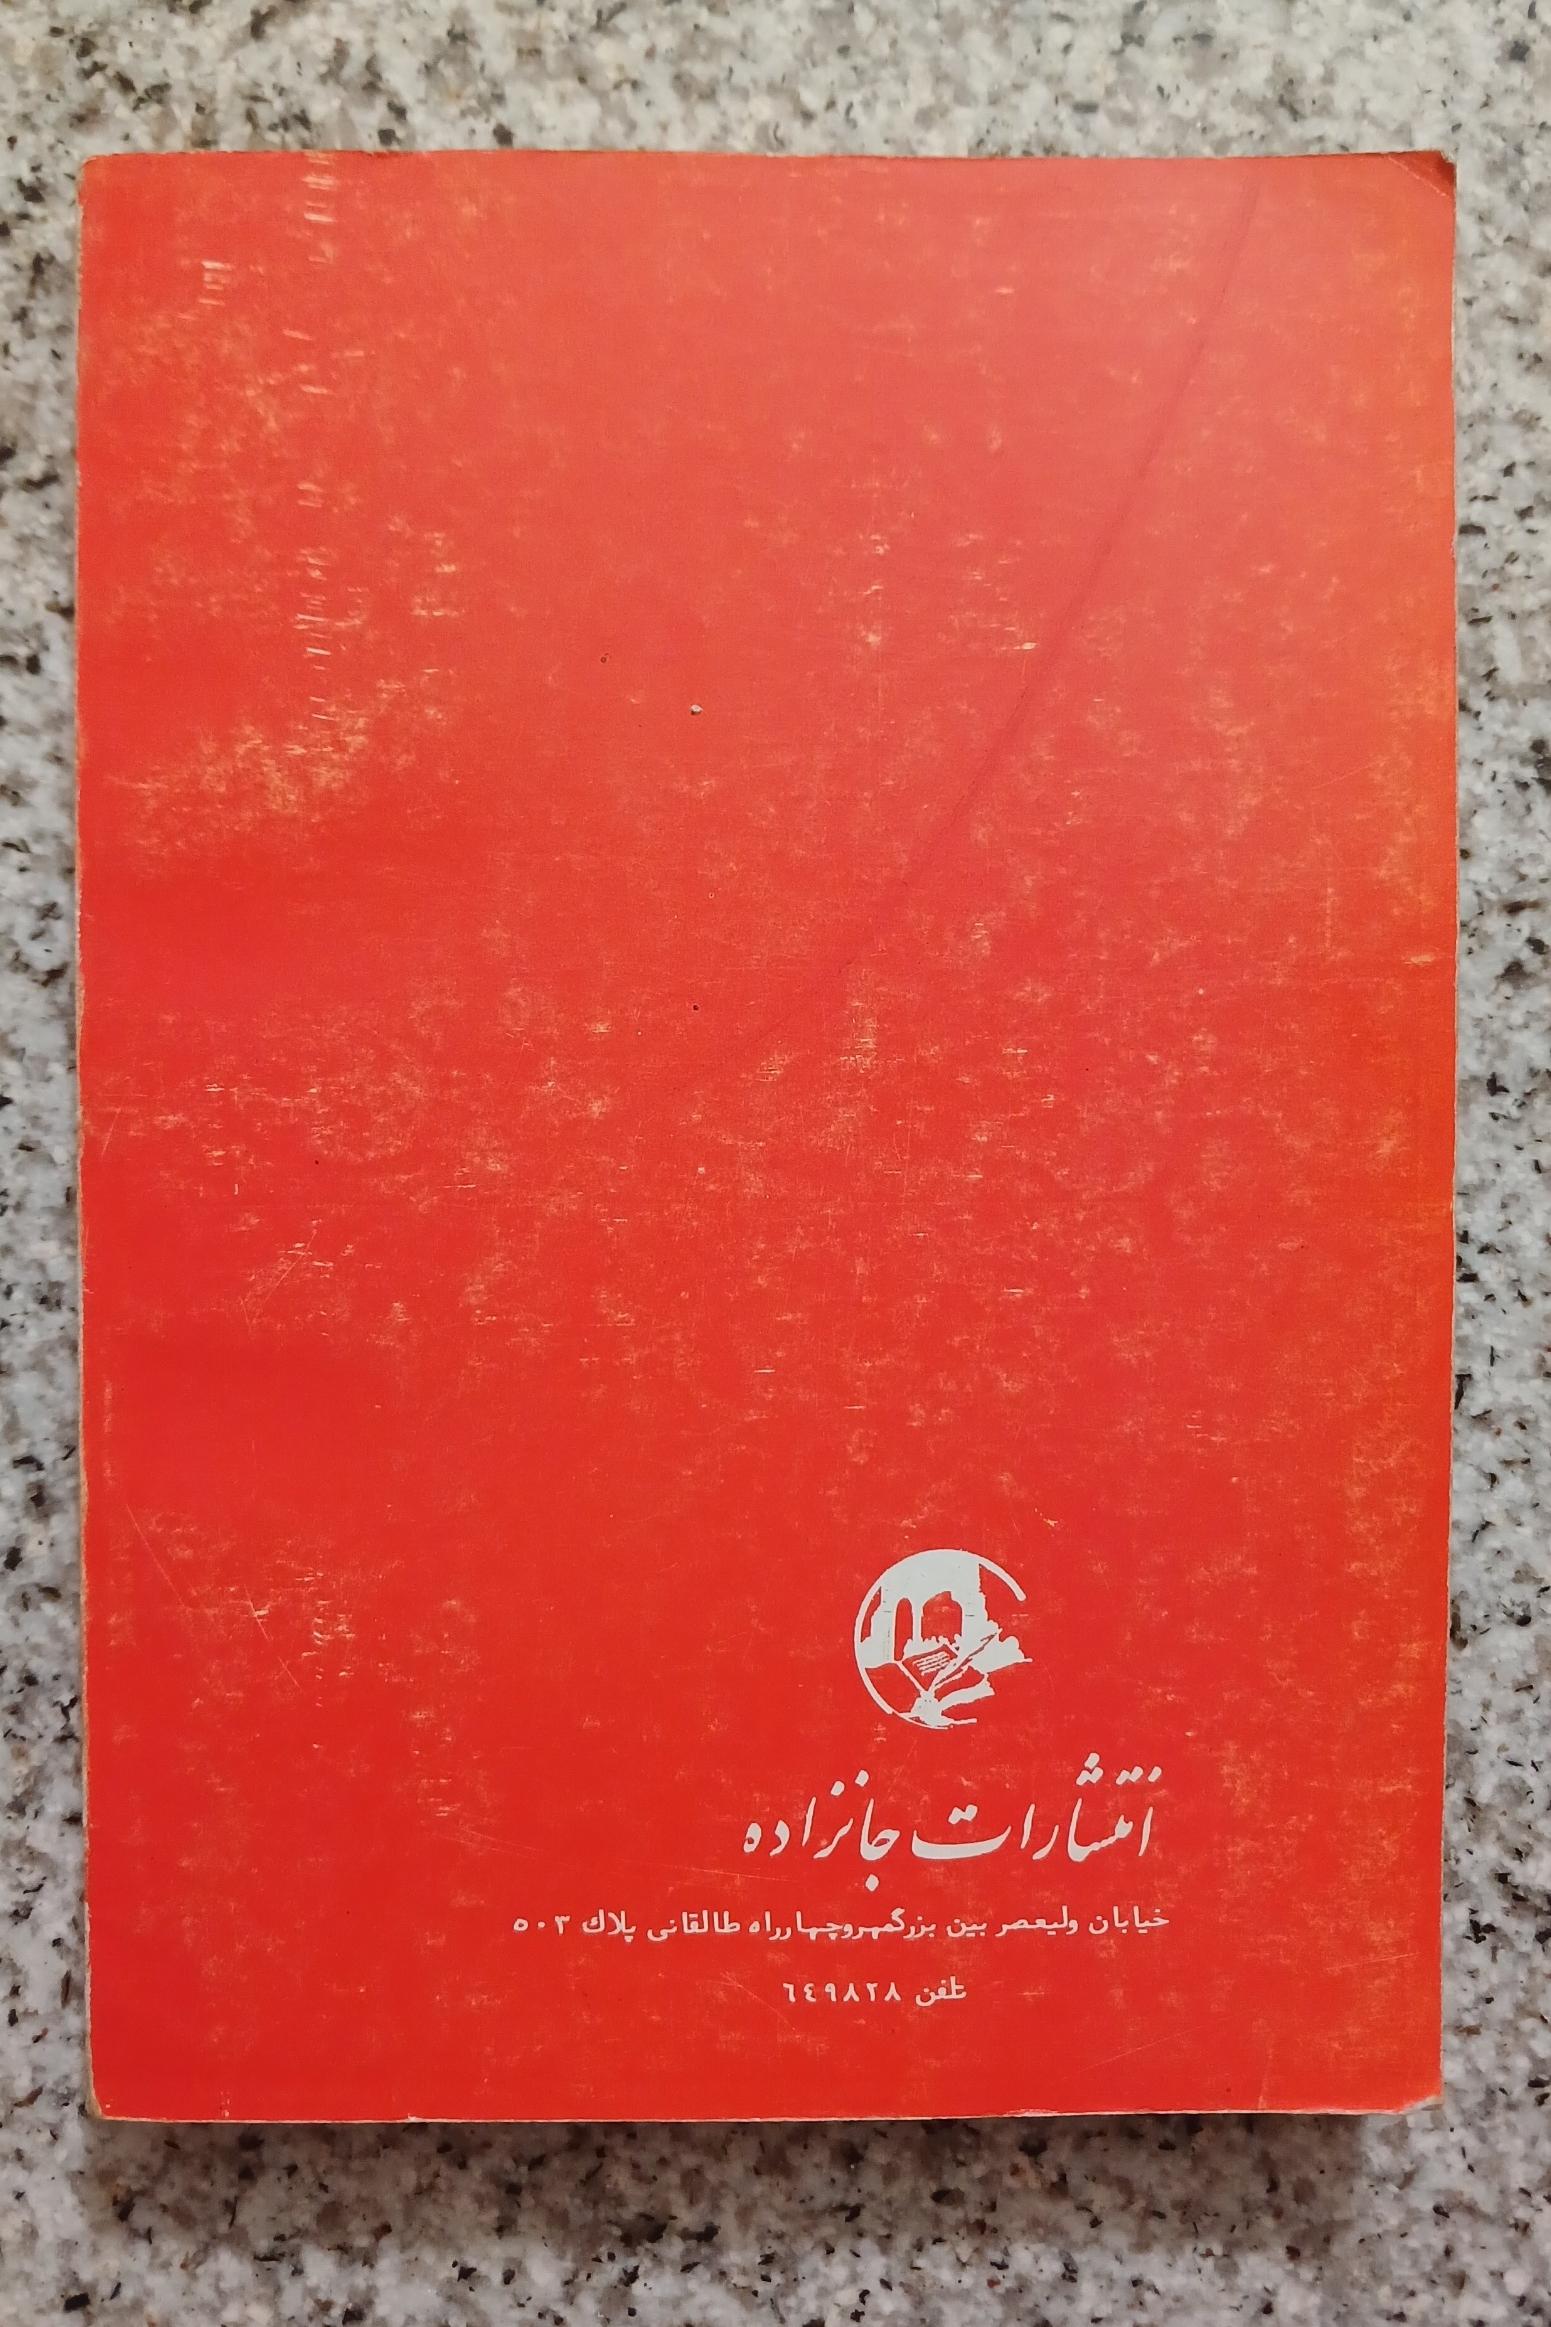 انتشارات جانزاده
خیابان ولیعصر بین بزرگمهر و چهارراه طالقانی پلاك ۵۰۳
تلفن ٦٤٩٨٢٨